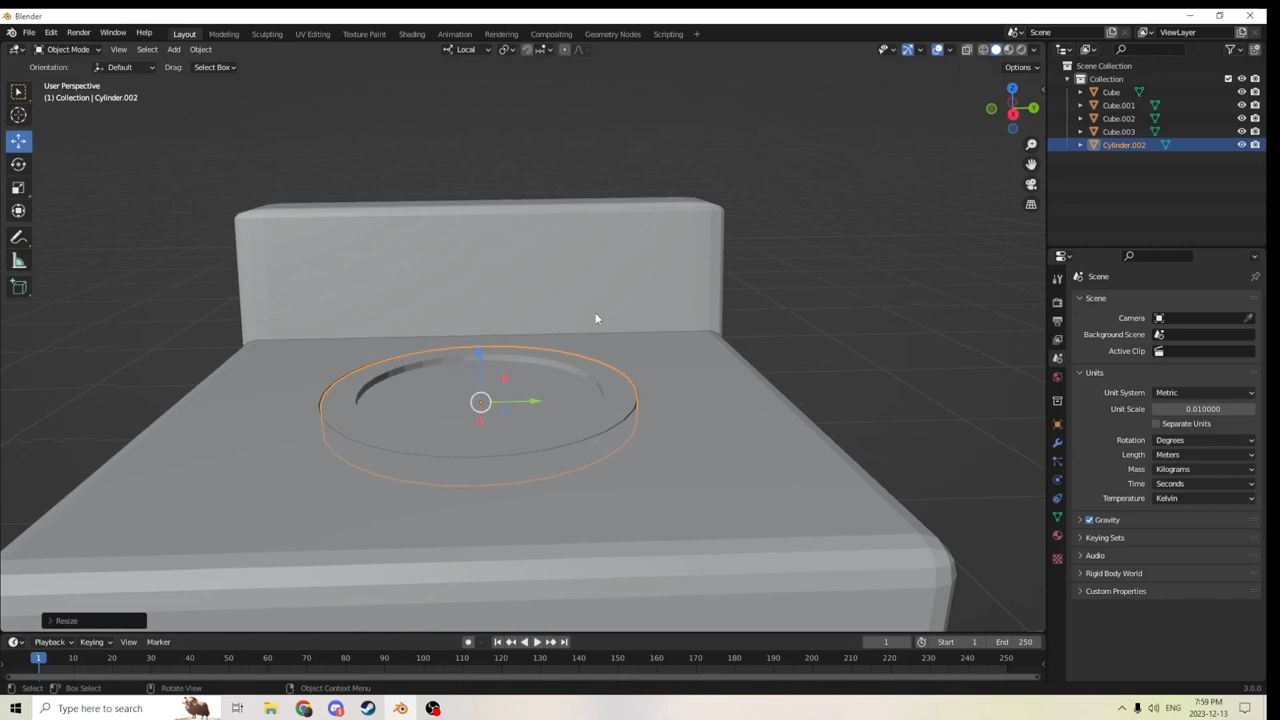 Blender
File Edit Render Window Help
Layout Modeling Sculpting UV Editing Texture Paint Shading Animation Rendering Compositing Geometry Nodes Scripting +
Scene
ViewLayer
Object Mode View Select Add Object
Local
Orientation: Default Drag: Select Box
Options
User Perspective
(1) Collection | Cylinder.002
X
Y
Z
Scene Collection
Collection
Cube
Cube.001
Cube.002
Cube.003
Cylinder.002
Scene
Scene
Camera
Background Scene
Active Clip
Units
Unit System Metric
Unit Scale 0.010000
Separate Units
Rotation Degrees
Length Meters
Mass Kilograms
Time Seconds
Temperature Kelvin
Gravity
Keying Sets
Audio
Rigid Body World
Custom Properties
Resize
Playback Keying View Marker
1 Start 1 End 250
1 10 20 30 40 50 60 70 80 90 100 110 120 130 140 150 160 170 180 190 200 210 220 230 240 250
Select Box Select Rotate View Object Context Menu 3.0.0
Type here to search
ENG
7:59 PM
2023-12-13